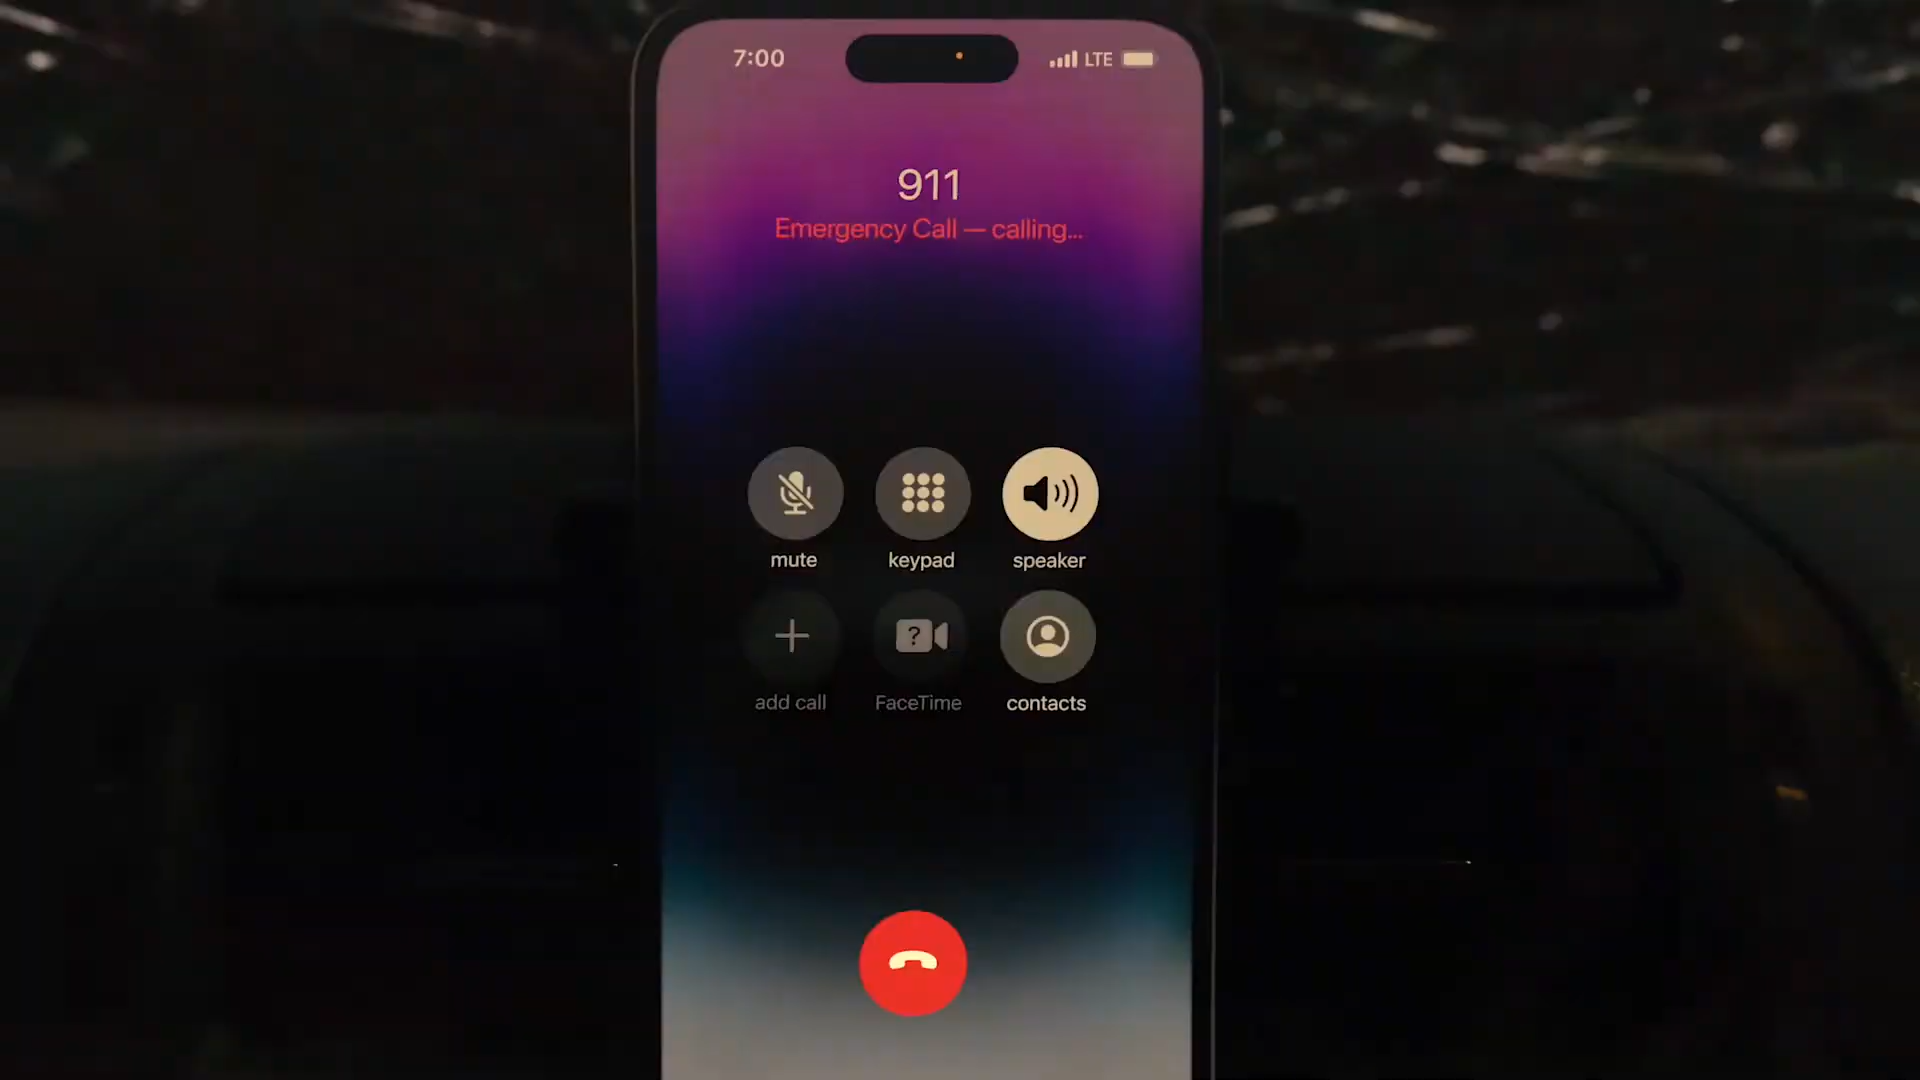 7:00 LTE
911
Emergency Call — calling...
mute keypad speaker
?
add call FaceTime contacts